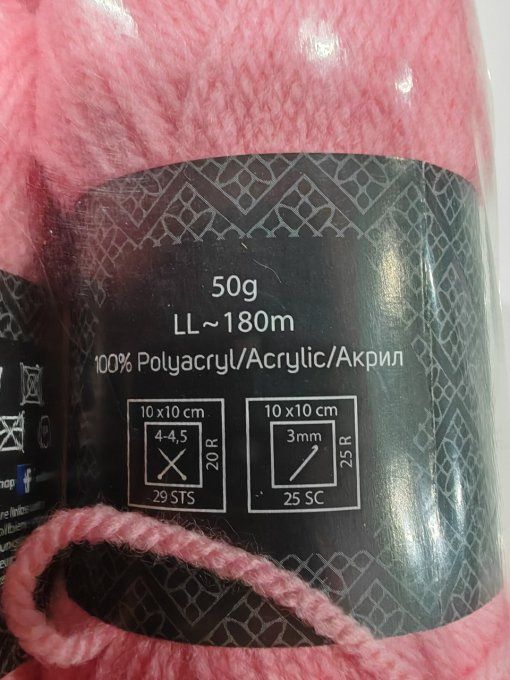 50g
LL~180m
100% Polyacryl/Acrylic/Акрил
10 x 10 cm
4-4,5
20 R
29 STS
10 x 10 cm
3mm
25 R
25 SC